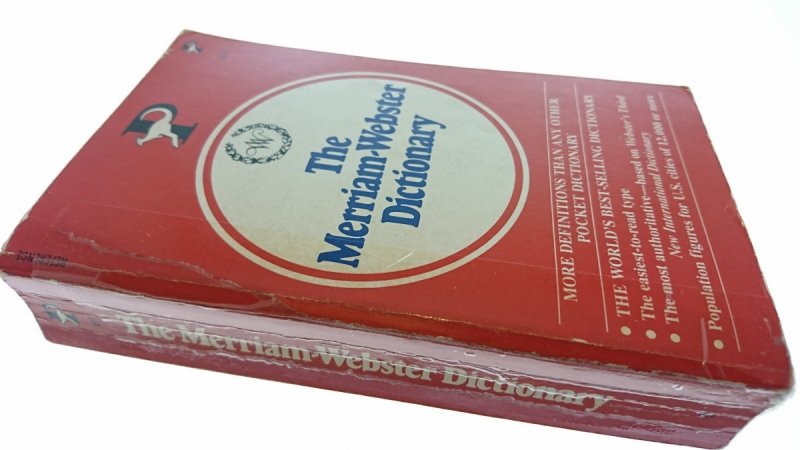 P
W
The
Merriam-Webster
Dictionary
MORE DEFINITIONS THAN ANY OTHER
POCKET DICTIONARY
• THE WORLD'S BEST-SELLING DICTIONARY
• The easiest-to-read type
• The most authoritative—based on Webster's Third
New International Dictionary
• Population figures for U.S. cities of 12,000 or more
REFERENCE
The Merriam-Webster Dictionary